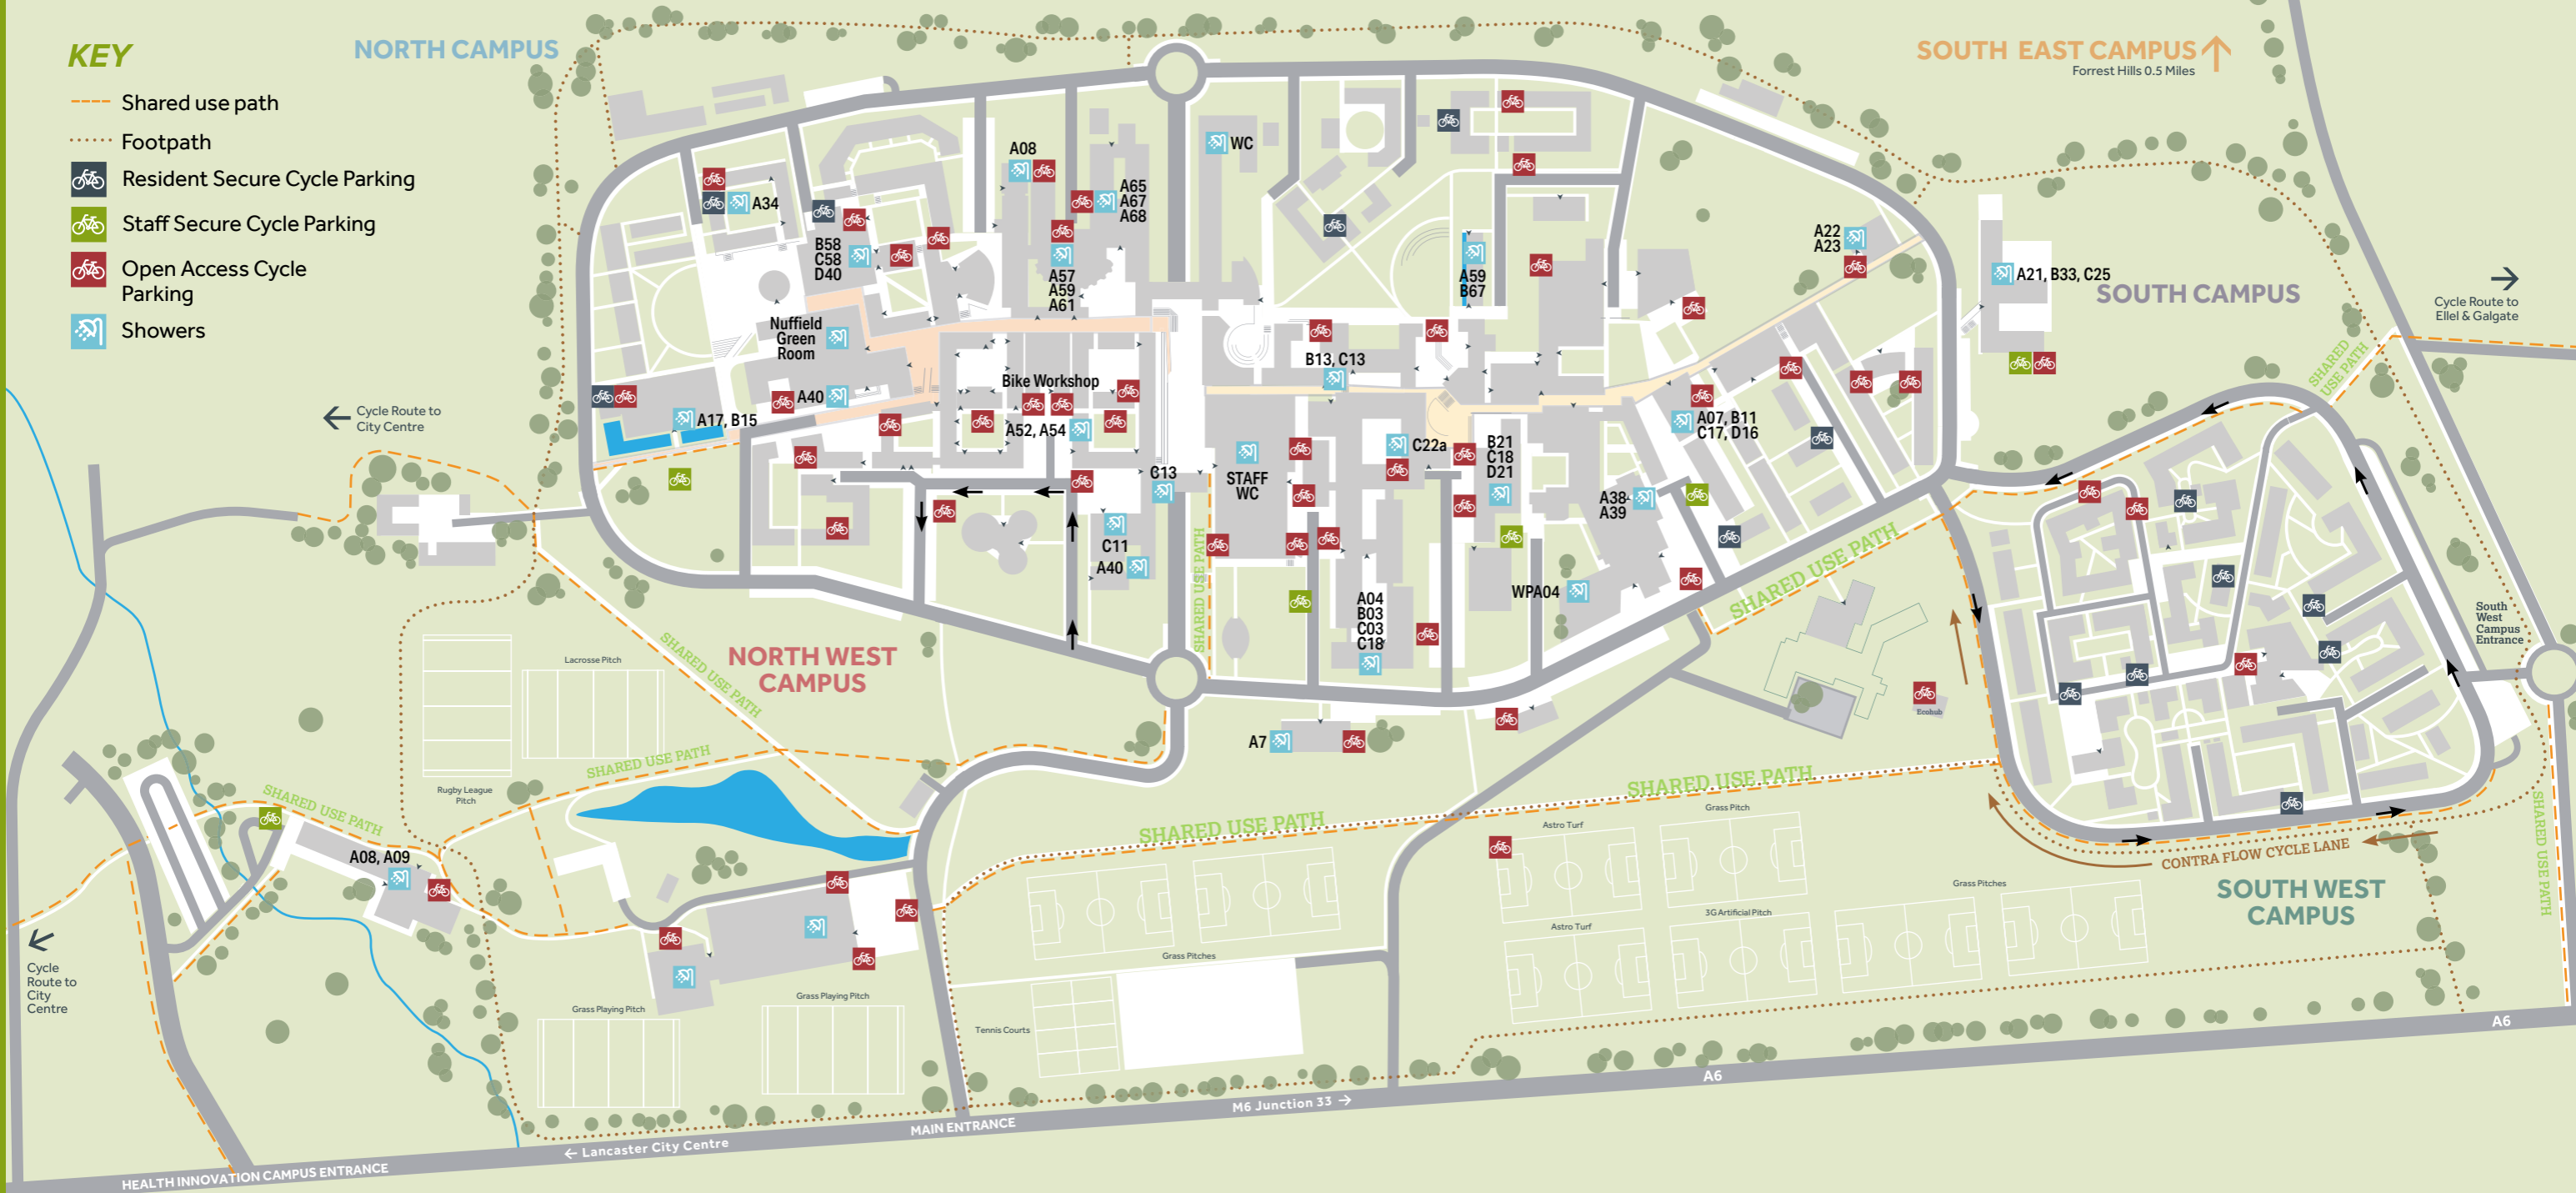 KEY
Shared use path
Footpath
Resident Secure Cycle Parking
Staff Secure Cycle Parking
Open Access Cycle
Parking
Showers
NORTH CAMPUS
SOUTH EAST CAMPUS
Forrest Hills 0.5 Miles
WC
A08
A65
A67
A68
A34
B58
C58
D40
A57
A59
A61
A59
B67
A22
A23
A21, B33, C25
SOUTH CAMPUS
Cycle Route to
Ellel & Galgate
Nuffield
Green
Room
B13, C13
SHARED
USE PATH
Bike Workshop
A40
A17, B15
A52, A54
Cycle Route to
City Centre
A07, B11
C17, D16
C22a
B21
C18
D21
C13
STAFF
WC
A38
A39
C11
A40
SHARED USE PATH
SHARED USE PATH
WPA04
A04
B03
C03
C18
South
West
Campus
Entrance
SHARED USE PATH
NORTH WEST
CAMPUS
Lacrosse Pitch
A7
Ecohub
Rugby League
Pitch
SHARED USE PATH
SHARED USE PATH
SHARED USE PATH
SHARED USE PATH
SHARED USE PATH
Grass Pitch
Astro Turf
CONTRA FLOW CYCLE LANE
A08, A09
Grass Pitches
SOUTH WEST
CAMPUS
3G Artificial Pitch
Astro Turf
Cycle
Route to
City
Centre
Grass Pitches
Grass Playing Pitch
Grass Playing Pitch
Tennis Courts
A6
A6
M6 Junction 33 →
MAIN ENTRANCE
← Lancaster City Centre
HEALTH INNOVATION CAMPUS ENTRANCE